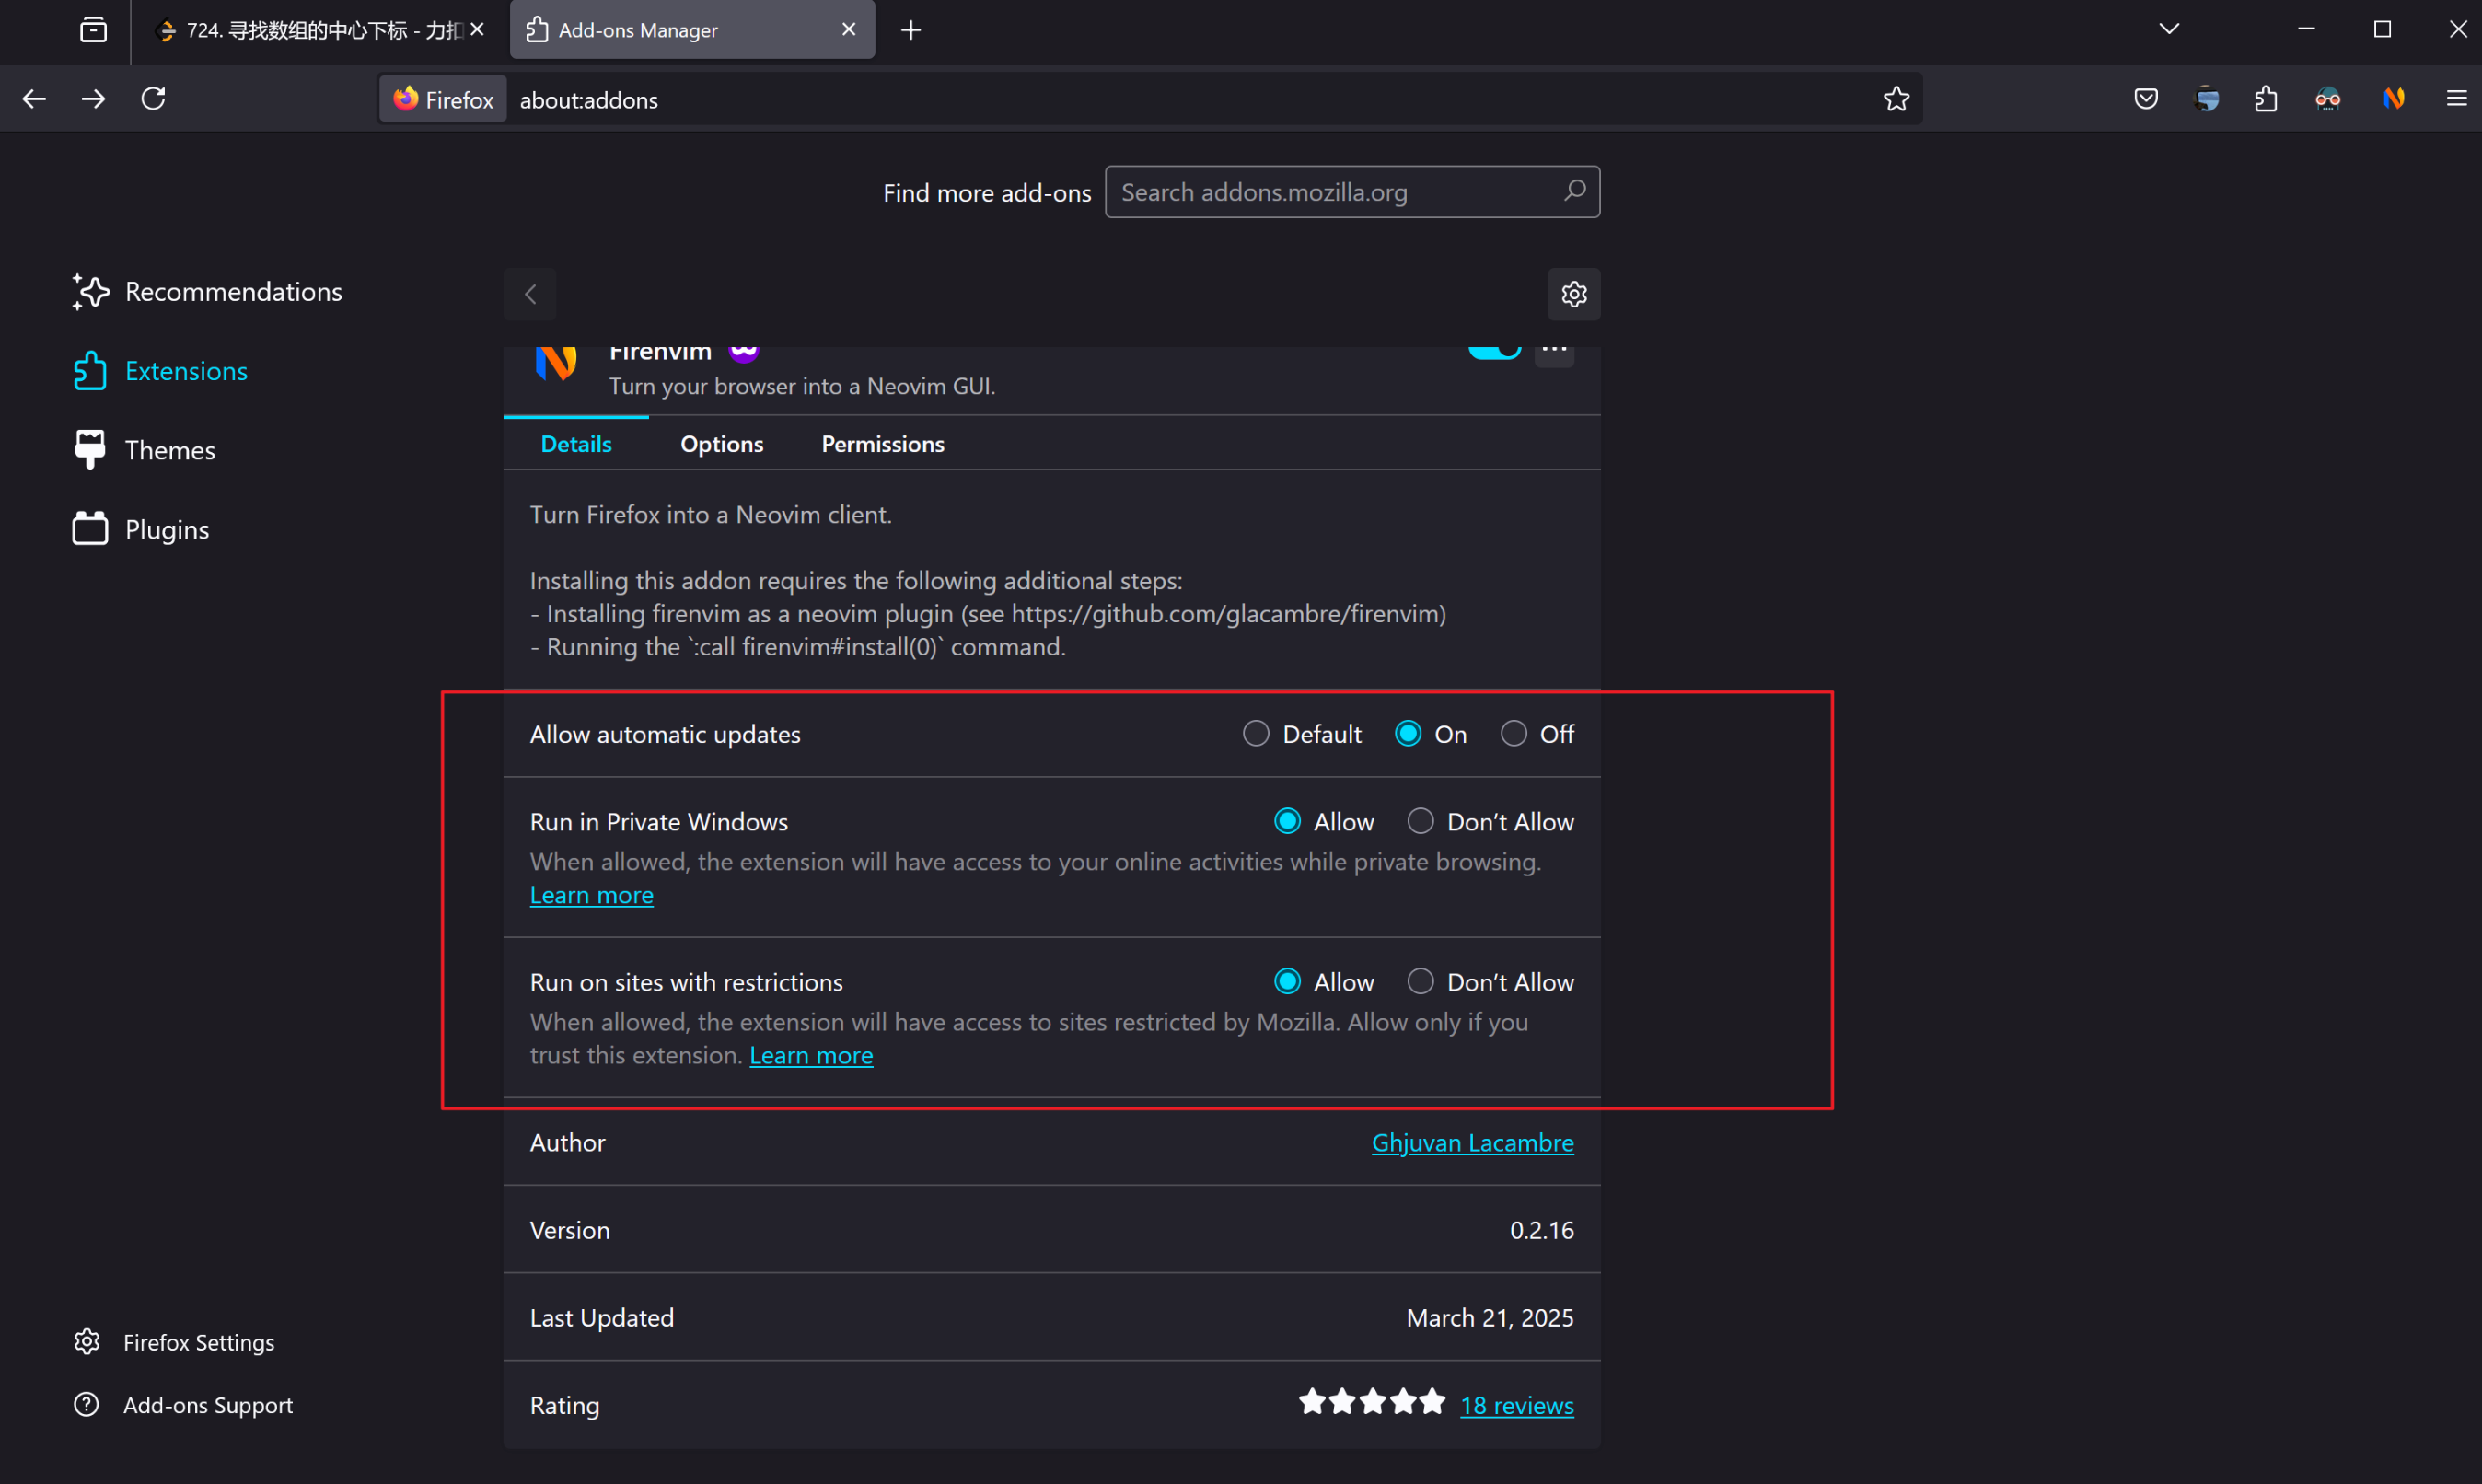 724. 寻找数组的中心下标 - 力扣
Add-ons Manager
Firefox
about:addons
Find more add-ons
Search addons.mozilla.org
Recommendations
Extensions
Themes
Plugins
Firefox Settings
Add-ons Support
Firenvim
Turn your browser into a Neovim GUI.
Details
Options
Permissions
Turn Firefox into a Neovim client.
Installing this addon requires the following additional steps:
- Installing firenvim as a neovim plugin (see https://github.com/glacambre/firenvim)
- Running the `:call firenvim#install(0)` command.
Allow automatic updates
Default
On
Off
Run in Private Windows
Allow
Don’t Allow
When allowed, the extension will have access to your online activities while private browsing.
Learn more
Run on sites with restrictions
Allow
Don’t Allow
When allowed, the extension will have access to sites restricted by Mozilla. Allow only if you
trust this extension. Learn more
Author
Ghjuvan Lacambre
Version
0.2.16
Last Updated
March 21, 2025
Rating
18 reviews